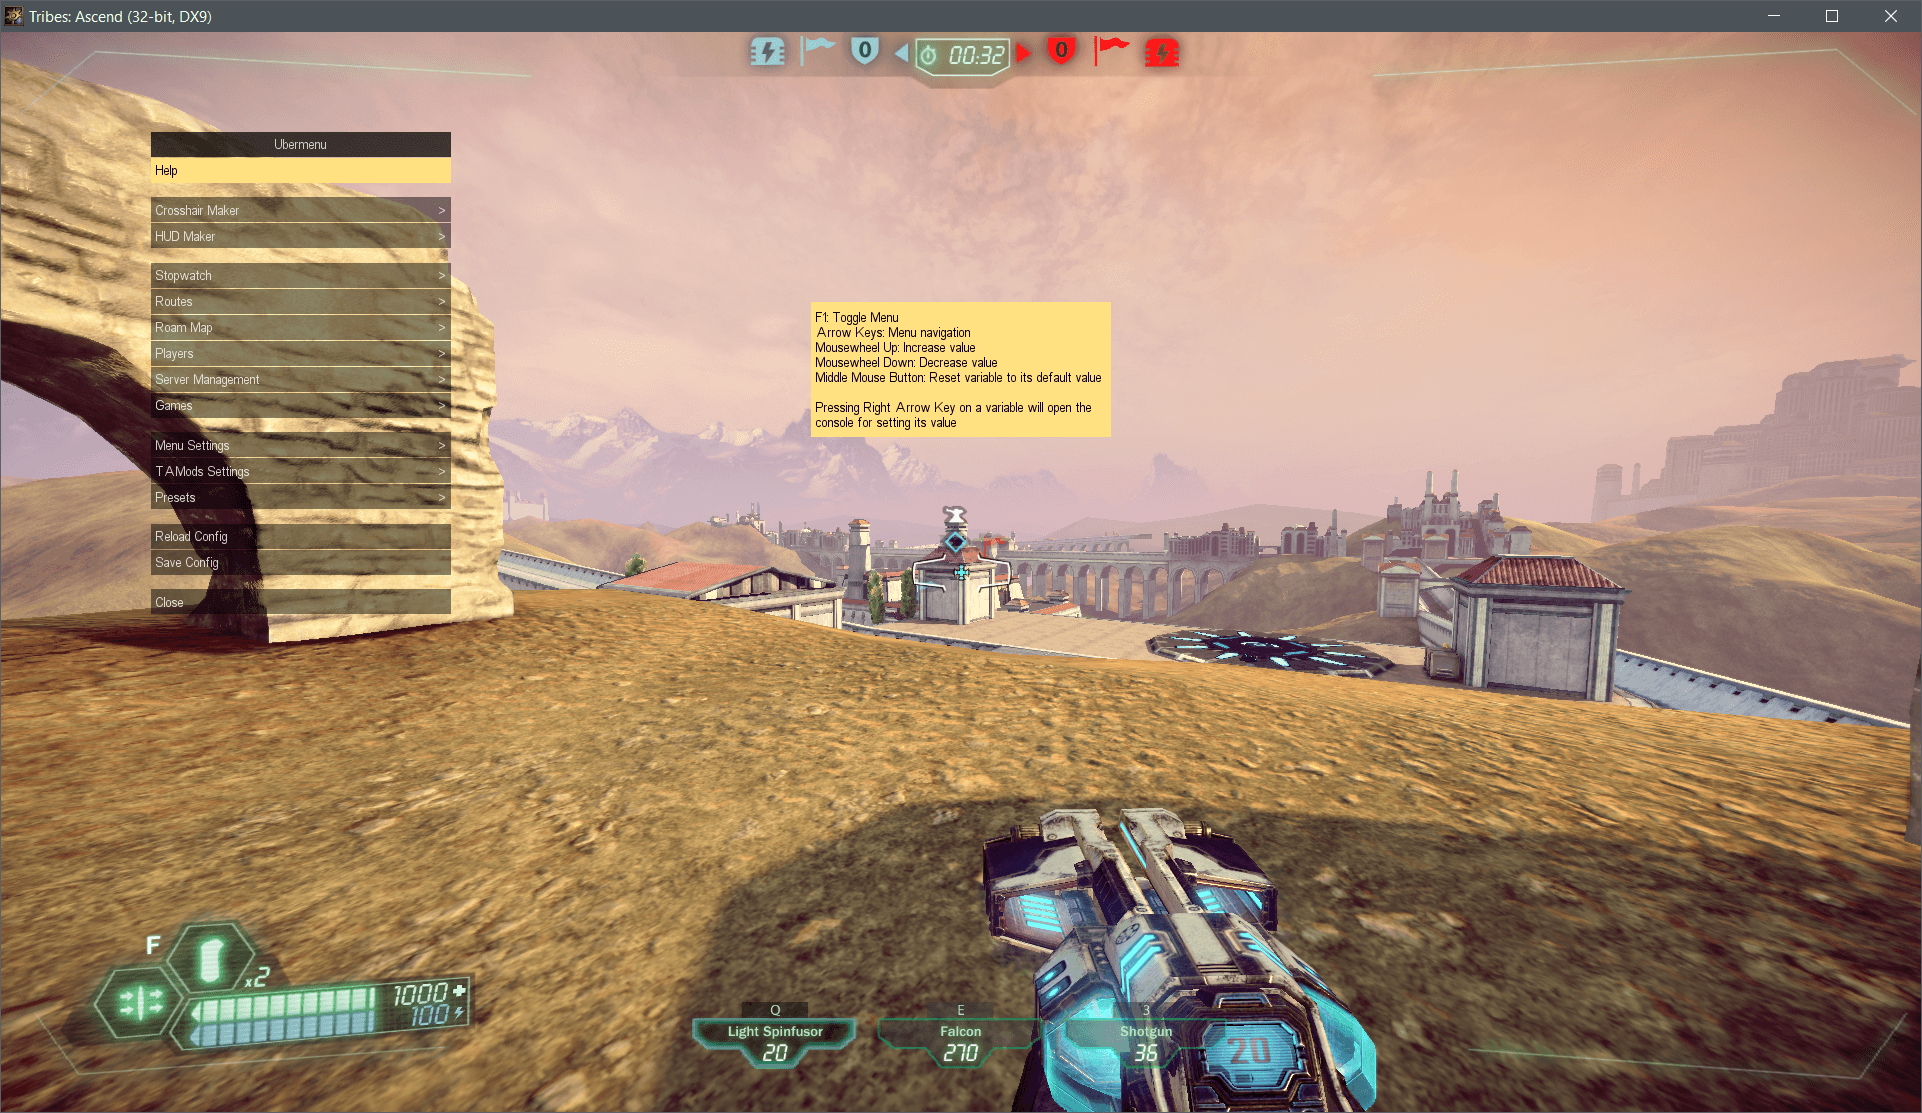 Tribes: Ascend (32-bit, DX9)
0 00:32 0
Ubermenu
Help
Crosshair Maker >
HUD Maker >
Stopwatch >
Routes >
Roam Map >
Players >
Server Management >
Games >
Menu Settings >
TAMods Settings >
Presets >
Reload Config
Save Config
Close
F1: Toggle Menu
Arrow Keys: Menu navigation
Mousewheel Up: Increase value
Mousewheel Down: Decrease value
Middle Mouse Button: Reset variable to its default value
Pressing Right Arrow Key on a variable will open the
console for setting its value
F
x2
1000
100
Q
Light Spinfusor
20
E
Falcon
270
3
Shotgun
36
20